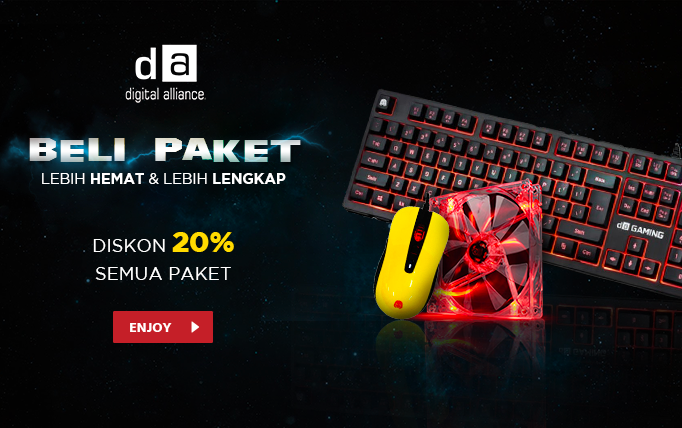 da
digital alliance.
BELI PAKET
LEBIH HEMAT & LEBIH LENGKAP
DISKON 20%
SEMUA PAKET
ENJOY
da GAMING